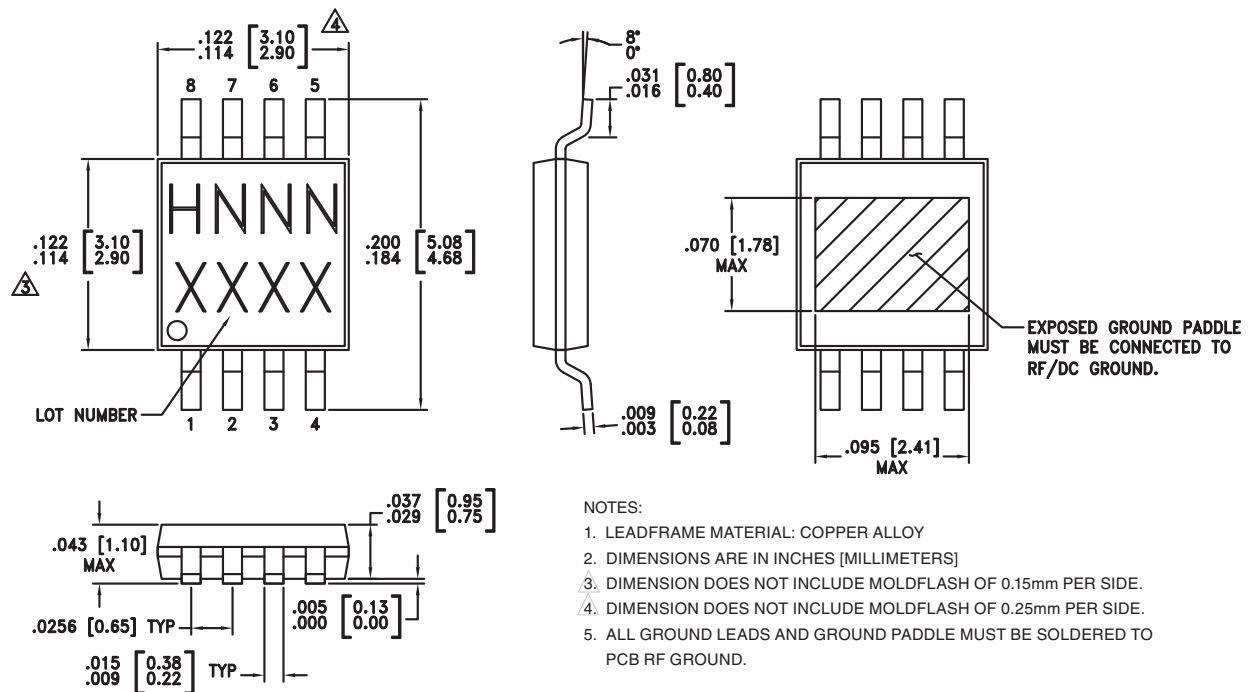 .122 [3.10]
.114 [2.90]
4
8 7 6 5
HNNN
XXXX
.122 [3.10]
.114 [2.90]
3
.200 [5.08]
.184 [4.68]
LOT NUMBER
1 2 3 4
8°
0°
.031 [0.80]
.016 [0.40]
.009 [0.22]
.003 [0.08]
.070 [1.78]
MAX
EXPOSED GROUND PADDLE
MUST BE CONNECTED TO
RF/DC GROUND.
.095 [2.41]
MAX
.037 [0.95]
.029 [0.75]
.043 [1.10]
MAX
.005 [0.13]
.000 [0.00]
.0256 [0.65] TYP
.015 [0.38]
.009 [0.22] TYP
NOTES:
1. LEADFRAME MATERIAL: COPPER ALLOY
2. DIMENSIONS ARE IN INCHES [MILLIMETERS]
3. DIMENSION DOES NOT INCLUDE MOLDFLASH OF 0.15mm PER SIDE.
4. DIMENSION DOES NOT INCLUDE MOLDFLASH OF 0.25mm PER SIDE.
5. ALL GROUND LEADS AND GROUND PADDLE MUST BE SOLDERED TO
PCB RF GROUND.